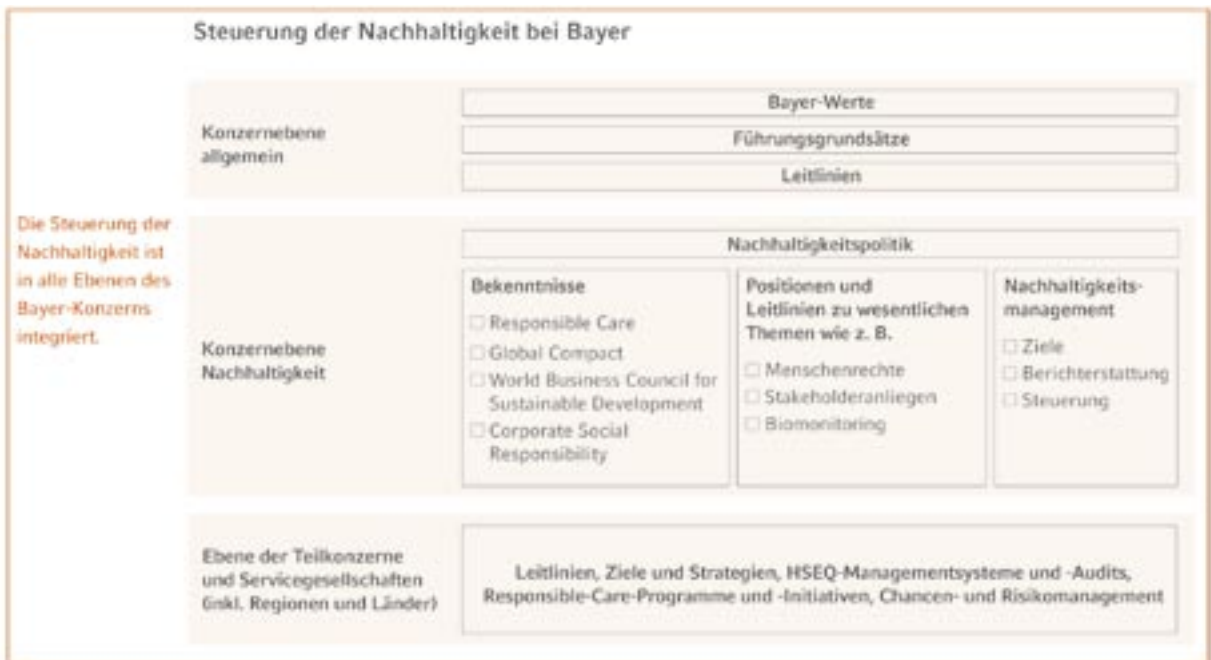 Steuerung der Nachhaltigkeit bei Bayer
Die Steuerung der
Nachhaltigkeit ist
in alle Ebenen des
Bayer-Konzerns
integriert.
Konzernebene
allgemein
Bayer-Werte
Führungsgrundsätze
Leitlinien
Konzernebene
Nachhaltigkeit
Nachhaltigkeitspolitik
Bekenntnisse
Responsible Care
Global Compact
World Business Council for
Sustainable Development
Corporate Social
Responsibility
Positionen und
Leitlinien zu wesentlichen
Themen wie z. B.
Menschenrechte
Stakeholderanliegen
Biomonitoring
Nachhaltigkeits-
management
Ziele
Berichterstattung
Steuerung
Ebene der Teilkonzerne
und Servicegesellschaften
(inkl. Regionen und Länder)
Leitlinien, Ziele und Strategien, HSEQ-Managementsysteme und -Audits,
Responsible-Care-Programme und -Initiativen, Chancen- und Risikomanagement